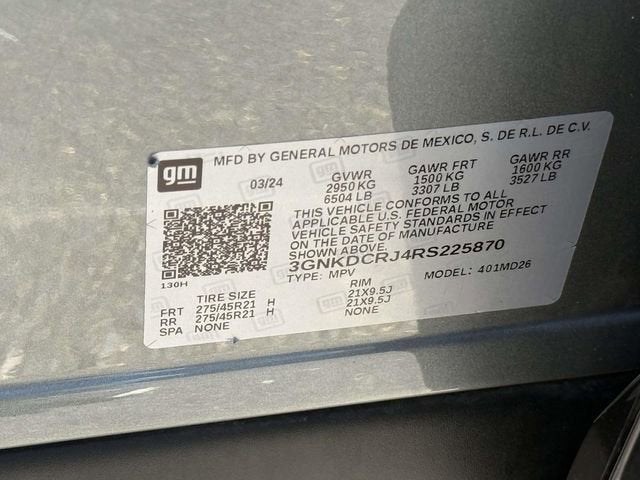 gm
MFD BY GENERAL MOTORS DE MEXICO, S. DE R.L. DE C.V.
03/24 GVWR GAWR FRT GAWR RR
2950 KG 1500 KG 1600 KG
6504 LB 3307 LB 3527 LB
THIS VEHICLE CONFORMS TO ALL
APPLICABLE U.S. FEDERAL MOTOR
VEHICLE SAFETY STANDARDS IN EFFECT
ON THE DATE OF MANUFACTURE
SHOWN ABOVE.
3GNKDCRJ4RS225870
TYPE: MPV MODEL: 401MD26
130H
TIRE SIZE RIM
FRT 275/45R21 H 21X9.5J
RR 275/45R21 H 21X9.5J
SPA NONE NONE